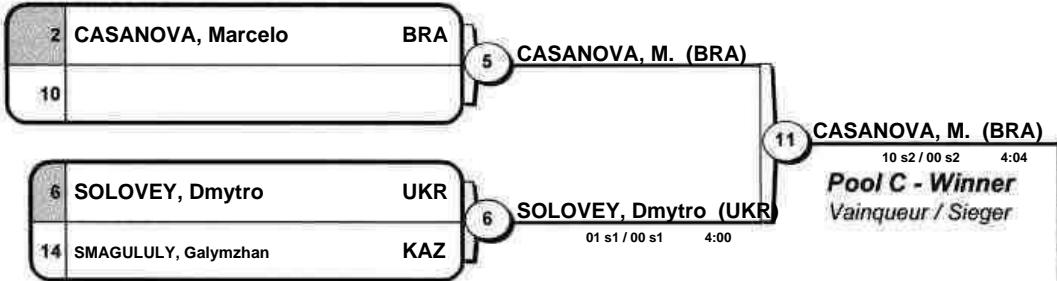 2 CASANOVA, Marcelo BRA
10
5 CASANOVA, M. (BRA)
6 SOLOVEY, Dmytro UKR
14 SMAGULULY, Galymzhan KAZ
6 SOLOVEY, Dmytro (UKR)
01 s1 / 00 s1 4:00
11 CASANOVA, M. (BRA)
10 s2 / 00 s2 4:04
Pool C - Winner
Vainqueur / Sieger